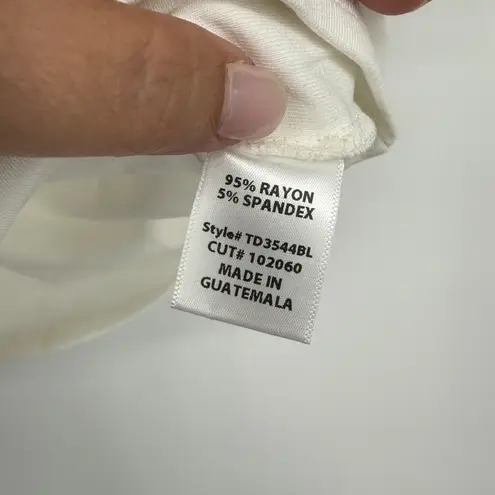 95% RAYON
5% SPANDEX
Style# TD3544BL
CUT# 102060
MADE IN
GUATEMALA